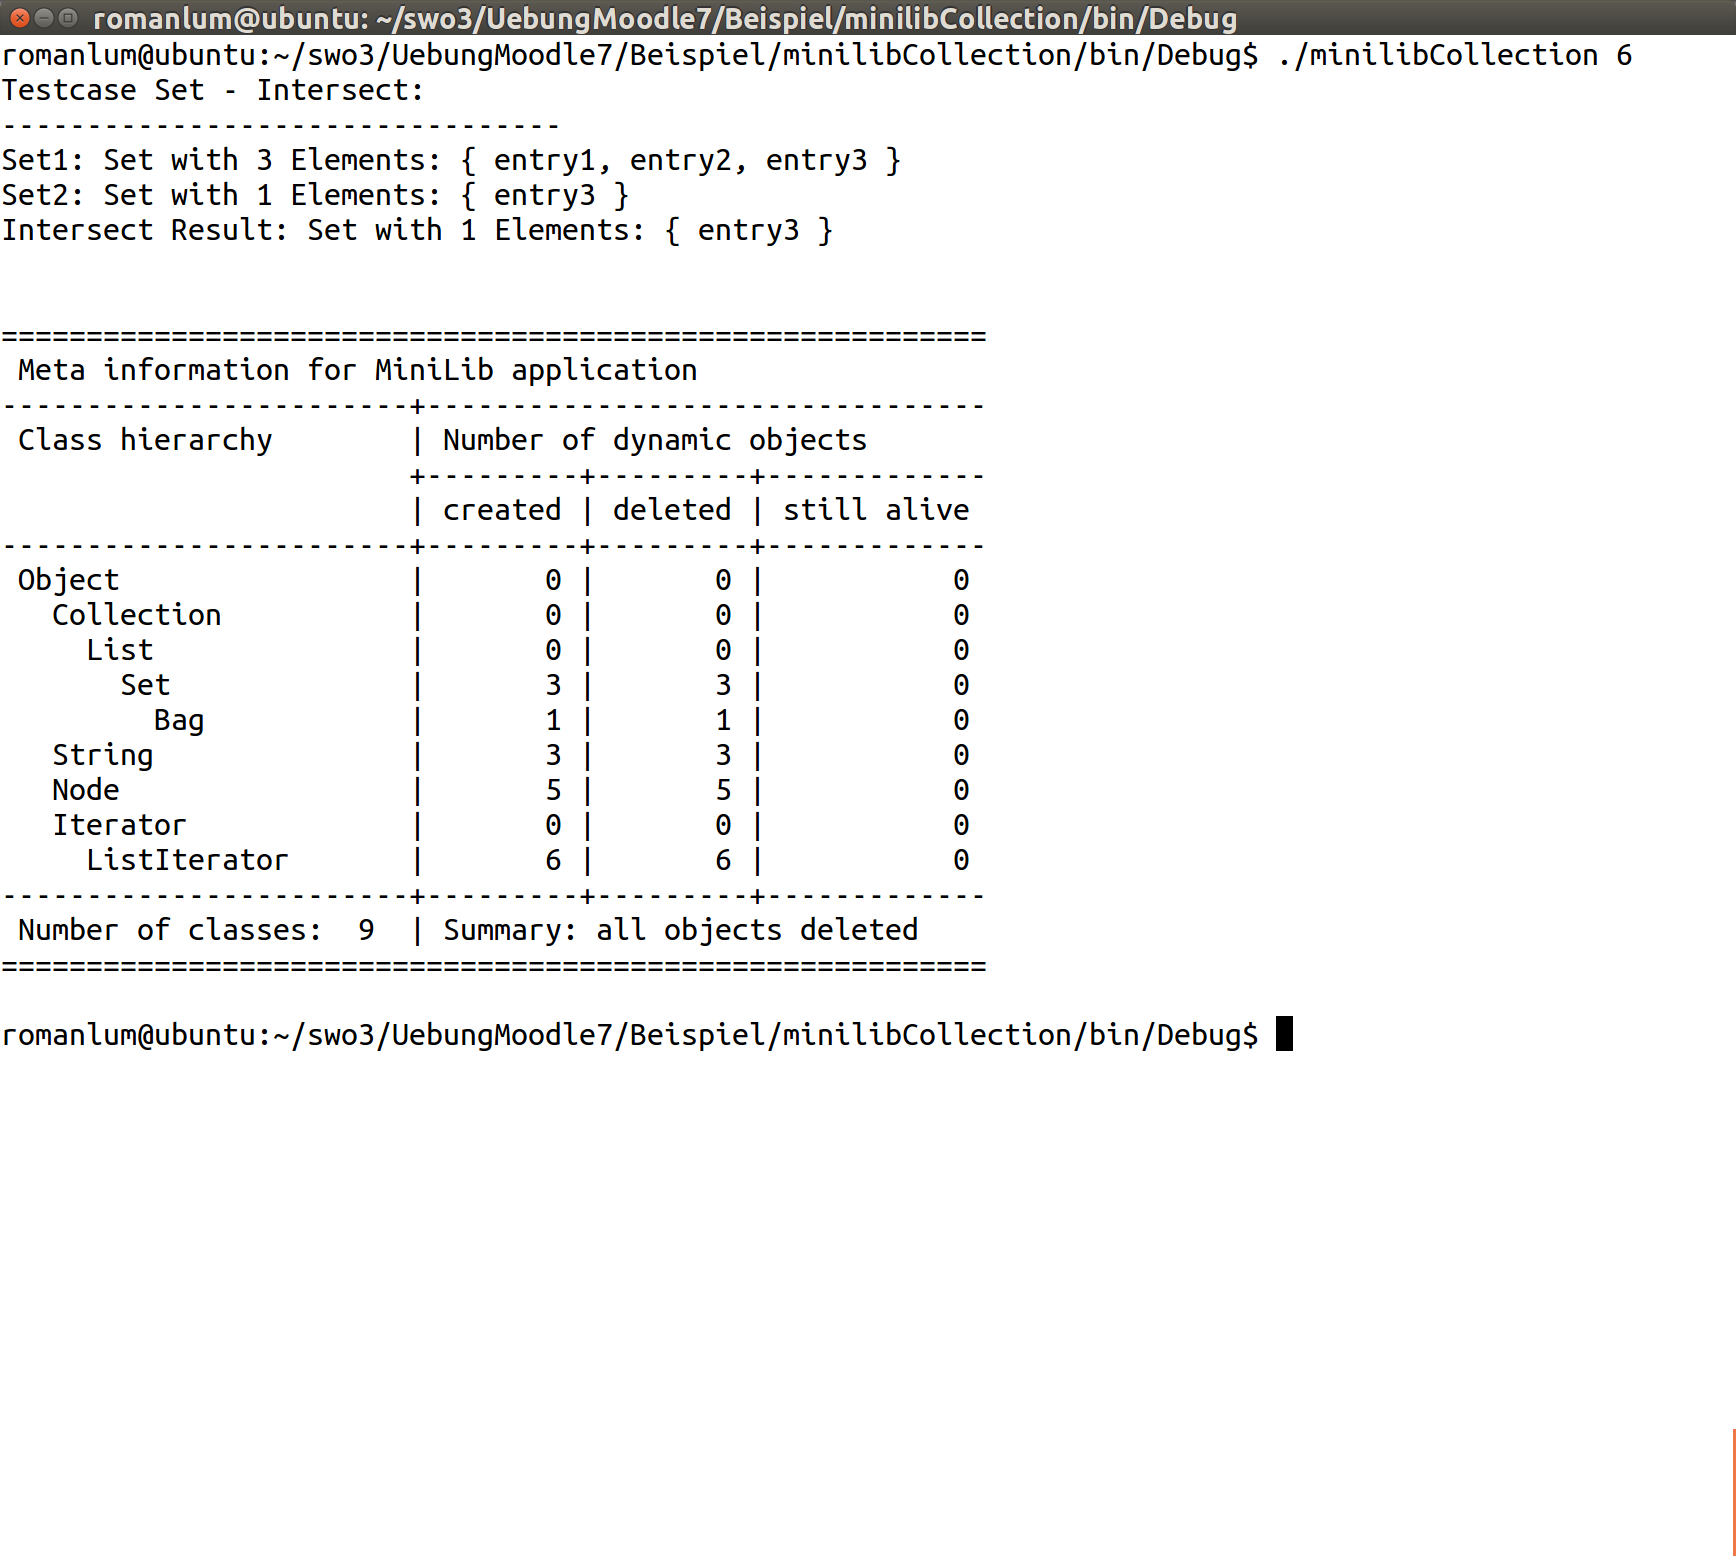 romanlum@ubuntu: ~/swo3/UebungMoodle7/Beispiel/minilibCollection/bin/Debug
romanlum@ubuntu:~/swo3/UebungMoodle7/Beispiel/minilibCollection/bin/Debug$ ./minilibCollection 6
Testcase Set - Intersect:
---------------------------------
Set1: Set with 3 Elements: { entry1, entry2, entry3 }
Set2: Set with 1 Elements: { entry3 }
Intersect Result: Set with 1 Elements: { entry3 }
==========================================================
 Meta information for MiniLib application
------------------------+---------------------------------
 Class hierarchy        | Number of dynamic objects
                        +---------+---------+-------------
                        | created | deleted | still alive
------------------------+---------+---------+-------------
 Object                 |       0 |       0 |           0
   Collection           |       0 |       0 |           0
     List               |       0 |       0 |           0
       Set              |       3 |       3 |           0
         Bag            |       1 |       1 |           0
   String               |       3 |       3 |           0
   Node                 |       5 |       5 |           0
   Iterator             |       0 |       0 |           0
     ListIterator       |       6 |       6 |           0
------------------------+---------+---------+-------------
 Number of classes:  9  | Summary: all objects deleted
==========================================================
romanlum@ubuntu:~/swo3/UebungMoodle7/Beispiel/minilibCollection/bin/Debug$